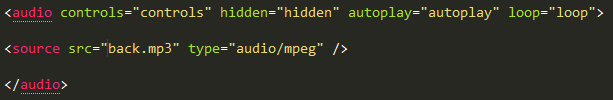 <audio controls="controls" hidden="hidden" autoplay="autoplay" loop="loop">
<source src="back.mp3" type="audio/mpeg" />
</audio>